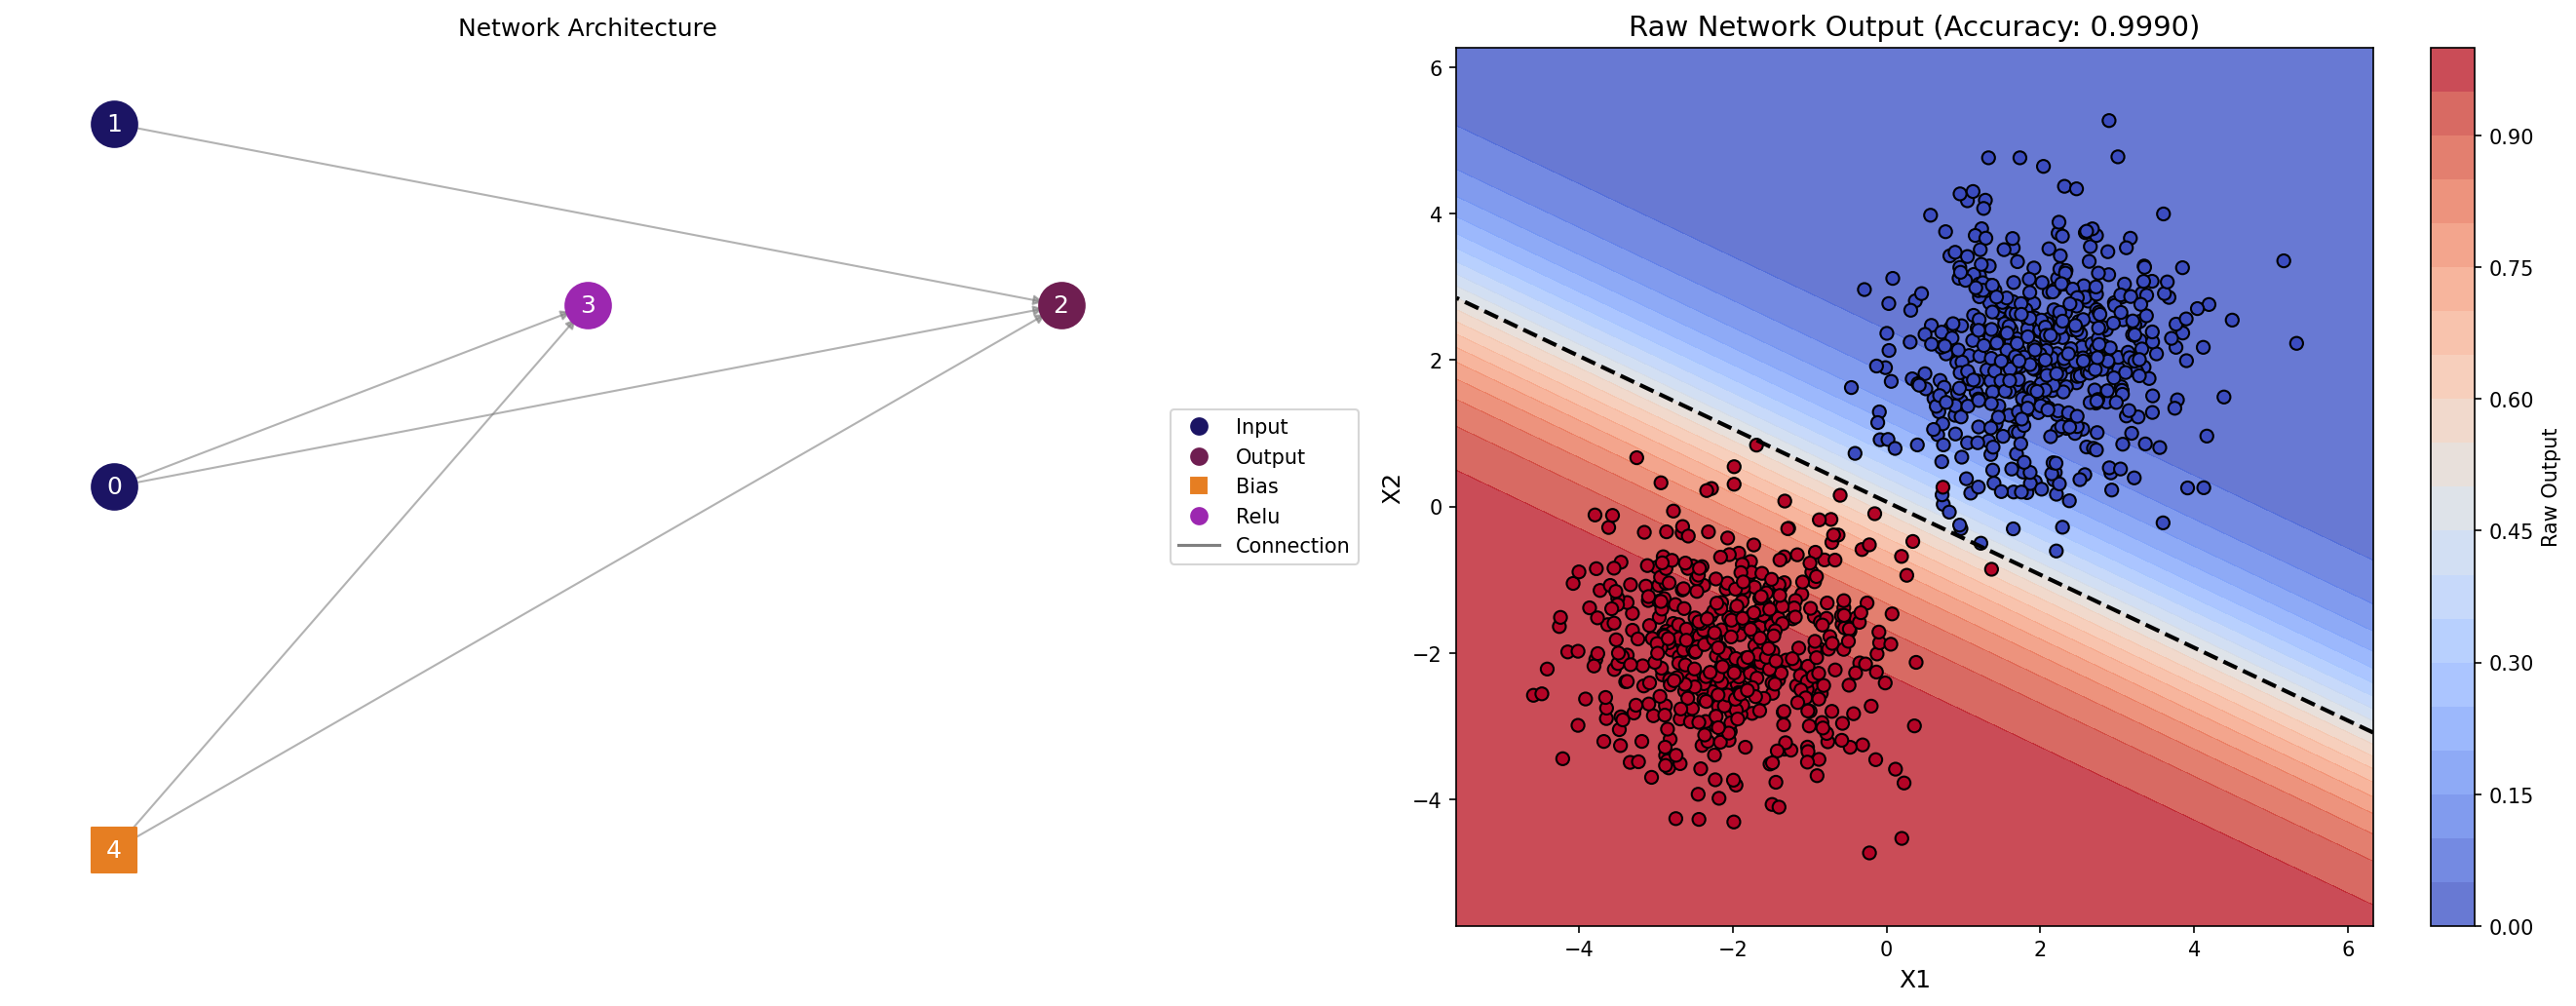 Network Architecture
1
3
2
0
4
Input
Output
Bias
Relu
Connection
Raw Network Output (Accuracy: 0.9990)
6
4
2
0
−2
−4
X2
−4
−2
0
2
4
6
X1
0.90
0.75
0.60
0.45
0.30
0.15
0.00
Raw Output